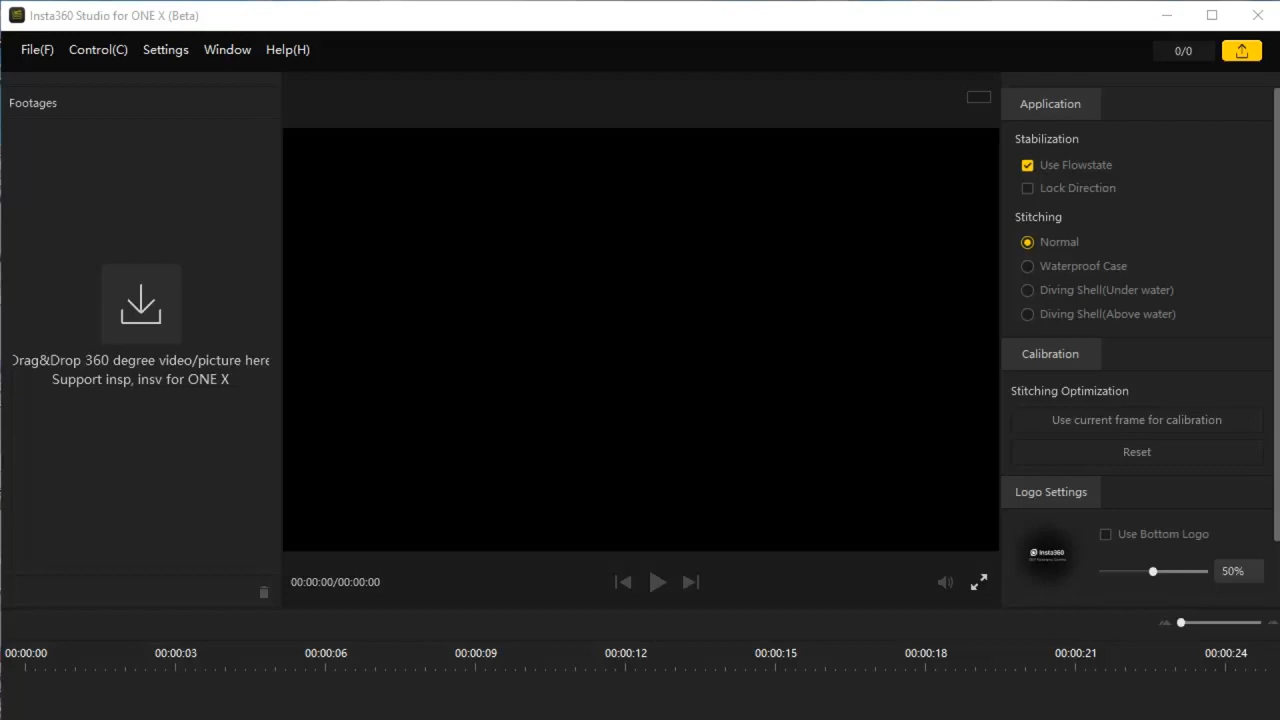 Insta360 Studio for ONE X (Beta)
File(F) Control(C) Settings Window Help(H)
0/0
Footages
Drag&Drop 360 degree video/picture here
Support insp, insv for ONE X
00:00:00/00:00:00
Application
Stabilization
Use Flowstate
Lock Direction
Stitching
Normal
Waterproof Case
Diving Shell(Under water)
Diving Shell(Above water)
Calibration
Stitching Optimization
Use current frame for calibration
Reset
Logo Settings
Insta360
Use Bottom Logo
50%
00:00:00 00:00:03 00:00:06 00:00:09 00:00:12 00:00:15 00:00:18 00:00:21 00:00:24